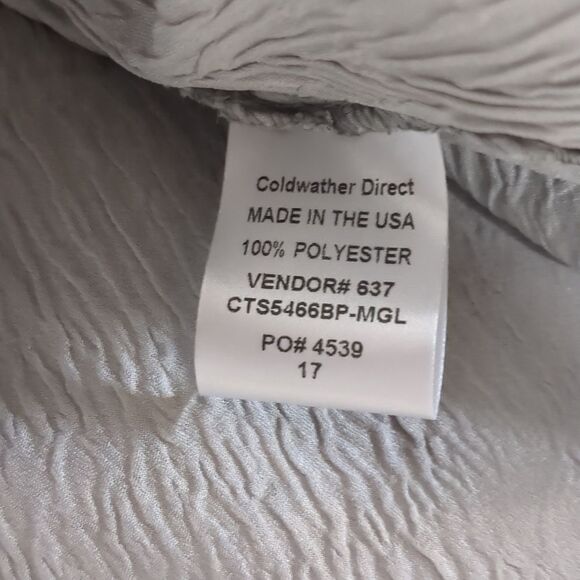 Coldwather Direct
MADE IN THE USA
100% POLYESTER
VENDOR# 637
CTS5466BP-MGL
PO# 4539
17